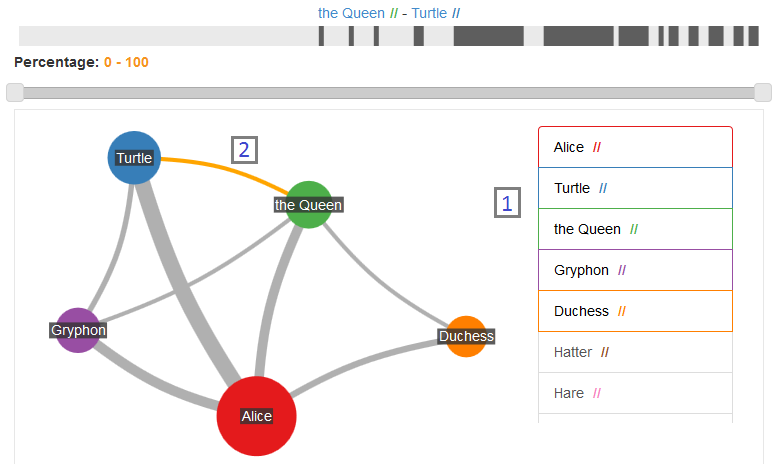 the Queen // - Turtle //
Percentage: 0 - 100
Turtle
2
the Queen
Gryphon
Duchess
Alice
1
Alice //
Turtle //
the Queen //
Gryphon //
Duchess //
Hatter //
Hare //